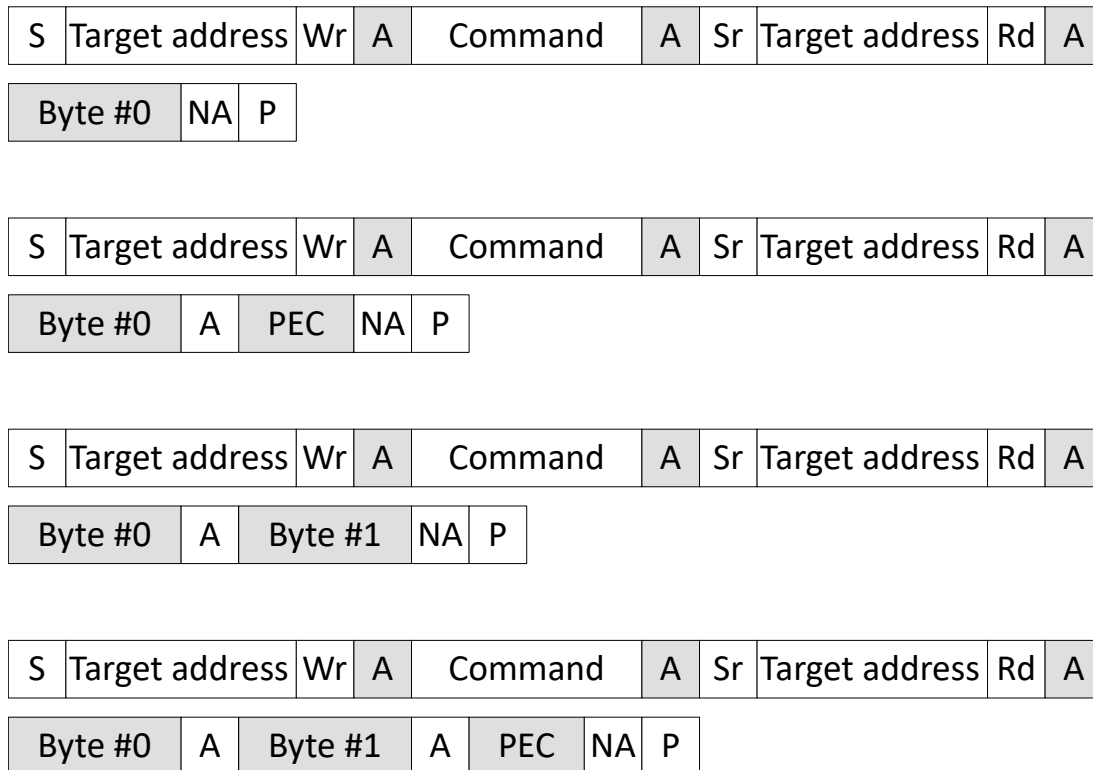 S Target address Wr A Command A Sr Target address Rd A
Byte #0 NA P
S Target address Wr A Command A Sr Target address Rd A
Byte #0 A PEC NA P
S Target address Wr A Command A Sr Target address Rd A
Byte #0 A Byte #1 NA P
S Target address Wr A Command A Sr Target address Rd A
Byte #0 A Byte #1 A PEC NA P